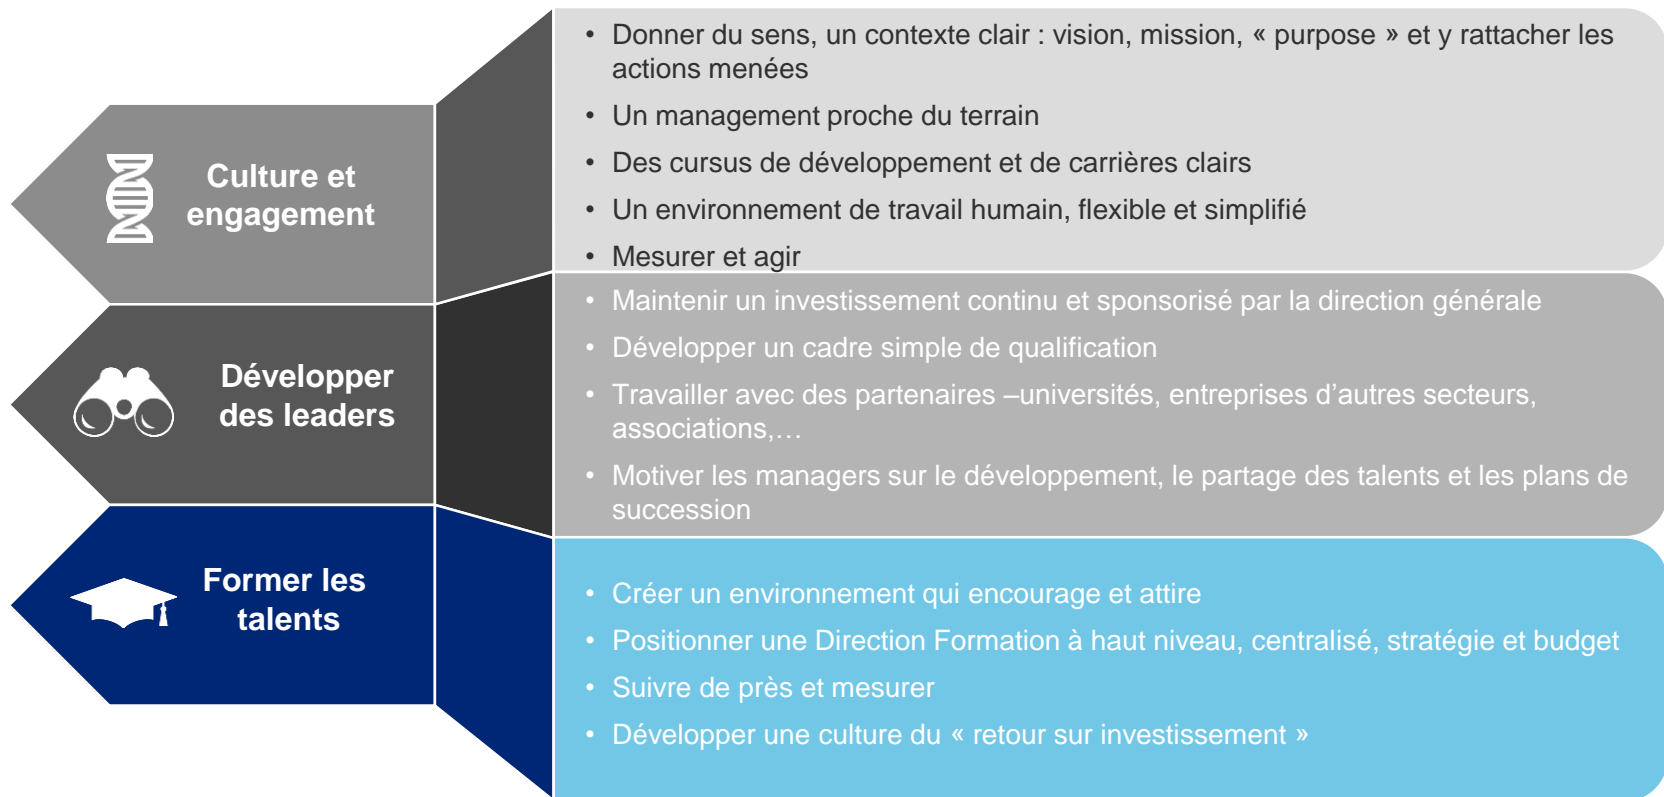 Culture et
engagement
• Donner du sens, un contexte clair : vision, mission, « purpose » et y rattacher les
actions menées
• Un management proche du terrain
• Des cursus de développement et de carrières clairs
• Un environnement de travail humain, flexible et simplifié
• Mesurer et agir
Développer
des leaders
• Maintenir un investissement continu et sponsorisé par la direction générale
• Développer un cadre simple de qualification
• Travailler avec des partenaires –universités, entreprises d’autres secteurs,
associations,…
• Motiver les managers sur le développement, le partage des talents et les plans de
succession
Former les
talents
• Créer un environnement qui encourage et attire
• Positionner une Direction Formation à haut niveau, centralisé, stratégie et budget
• Suivre de près et mesurer
• Développer une culture du « retour sur investissement »